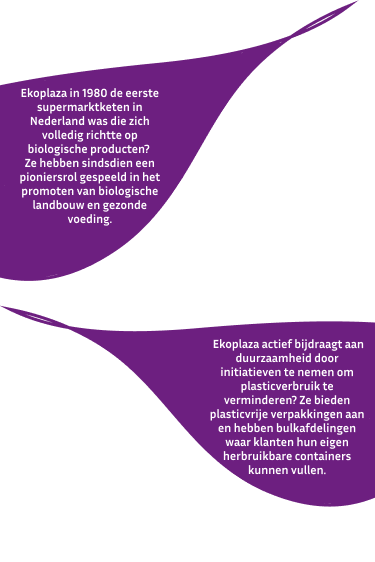 Ekoplaza in 1980 de eerste
supermarktketen in
Nederland was die zich
volledig richtte op
biologische producten?
Ze hebben sindsdien een
pioniersrol gespeeld in het
promoten van biologische
landbouw en gezonde
voeding.
Ekoplaza actief bijdraagt aan
duurzaamheid door
initiatieven te nemen om
plasticverbruik te
verminderen? Ze bieden
plasticvrije verpakkingen aan
en hebben bulkafdelingen
waar klanten hun eigen
herbruikbare containers
kunnen vullen.